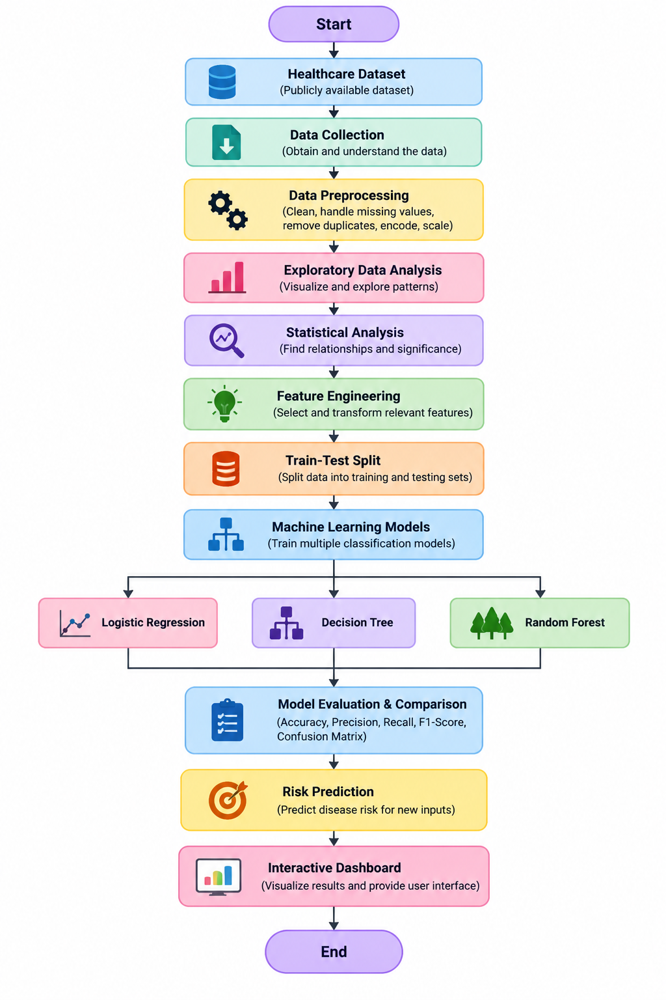 Start
Healthcare Dataset
(Publicly available dataset)
Data Collection
(Obtain and understand the data)
Data Preprocessing
(Clean, handle missing values,
remove duplicates, encode, scale)
Exploratory Data Analysis
(Visualize and explore patterns)
Statistical Analysis
(Find relationships and significance)
Feature Engineering
(Select and transform relevant features)
Train-Test Split
(Split data into training and testing sets)
Machine Learning Models
(Train multiple classification models)
Logistic Regression
Decision Tree
Random Forest
Model Evaluation & Comparison
(Accuracy, Precision, Recall, F1-Score,
Confusion Matrix)
Risk Prediction
(Predict disease risk for new inputs)
Interactive Dashboard
(Visualize results and provide user interface)
End